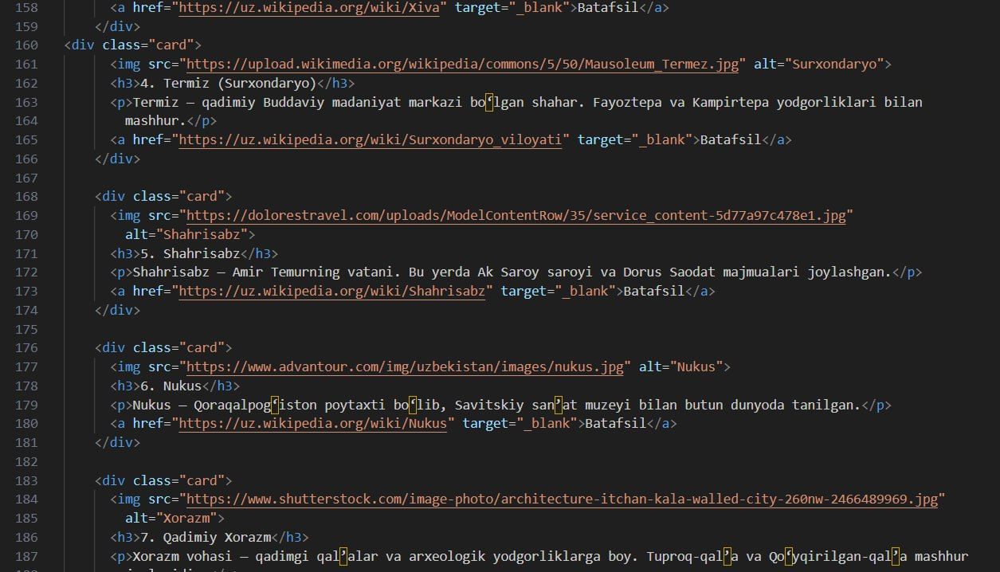 158 <a href="https://uz.wikipedia.org/wiki/Xiva" target="_blank">Batafsil</a>
159 </div>
160 <div class="card">
161 <img src="https://upload.wikimedia.org/wikipedia/commons/5/50/Mausoleum_Termez.jpg" alt="Surxondaryo">
162 <h3>4. Termiz (Surxondaryo)</h3>
163 <p>Termiz — qadimiy Buddaviy madaniyat markazi bo‘lgan shahar. Fayoztepa va Kampirtepa yodgorliklari bilan
164 mashhur.</p>
165 <a href="https://uz.wikipedia.org/wiki/Surxondaryo_viloyati" target="_blank">Batafsil</a>
166 </div>
167
168 <div class="card">
169 <img src="https://dolorestravel.com/uploads/ModelContentRow/35/service_content-5d77a97c478e1.jpg"
170 alt="Shahrisabz">
171 <h3>5. Shahrisabz</h3>
172 <p>Shahrisabz — Amir Temurning vatani. Bu yerda Ak Saroy saroyi va Dorus Saodat majmualari joylashgan.</p>
173 <a href="https://uz.wikipedia.org/wiki/Shahrisabz" target="_blank">Batafsil</a>
174 </div>
175
176 <div class="card">
177 <img src="https://www.advantour.com/img/uzbekistan/images/nukus.jpg" alt="Nukus">
178 <h3>6. Nukus</h3>
179 <p>Nukus — Qoraqalpog‘iston poytaxti bo‘lib, Savitskiy san’at muzeyi bilan butun dunyoda tanilgan.</p>
180 <a href="https://uz.wikipedia.org/wiki/Nukus" target="_blank">Batafsil</a>
181 </div>
182
183 <div class="card">
184 <img src="https://www.shutterstock.com/image-photo/architecture-itchan-kala-walled-city-260nw-2466489969.jpg"
185 alt="Xorazm">
186 <h3>7. Qadimiy Xorazm</h3>
187 <p>Xorazm vohasi — qadimgi qal’alar va arxeologik yodgorliklarga boy. Tuproq-qal’a va Qo‘yqirilgan-qal’a mashhur